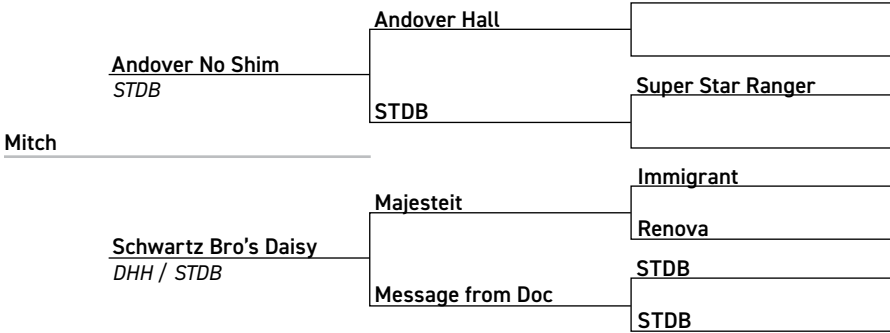 Andover Hall
Andover No Shim
STDB
Super Star Ranger
STDB
Mitch
Immigrant
Majesteit
Renova
Schwartz Bro's Daisy
DHH / STDB
STDB
Message from Doc
STDB